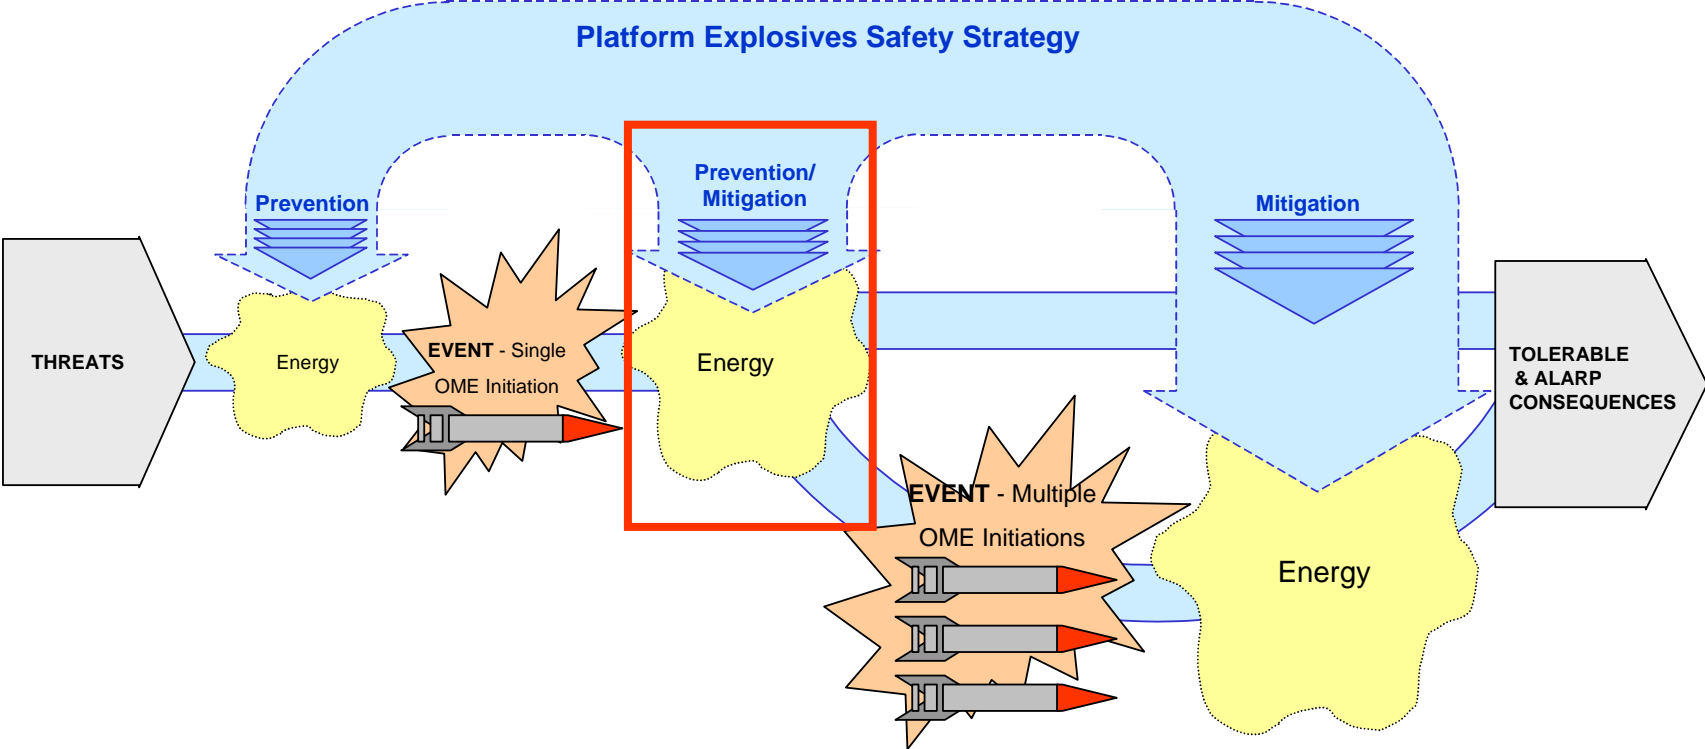 Platform Explosives Safety Strategy
Prevention
Prevention/
Mitigation
Mitigation
THREATS
Energy
EVENT - Single
OME Initiation
Energy
EVENT - Multiple
OME Initiations
Energy
TOLERABLE
& ALARP
CONSEQUENCES